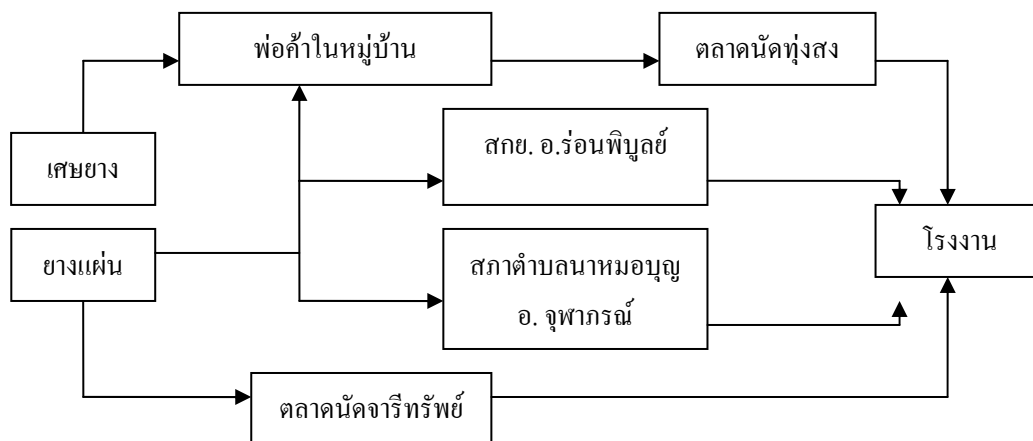 พ่อค้าในหมู่บ้าน
ตลาดนัดทุ่งสง
สกย. อ.ร่อนพิบูลย์
เศษยาง
โรงงาน
ยางแผ่น
สภาตำบลนาหมอบุญ
อ. จุฬาภรณ์
ตลาดนัดจารีทรัพย์